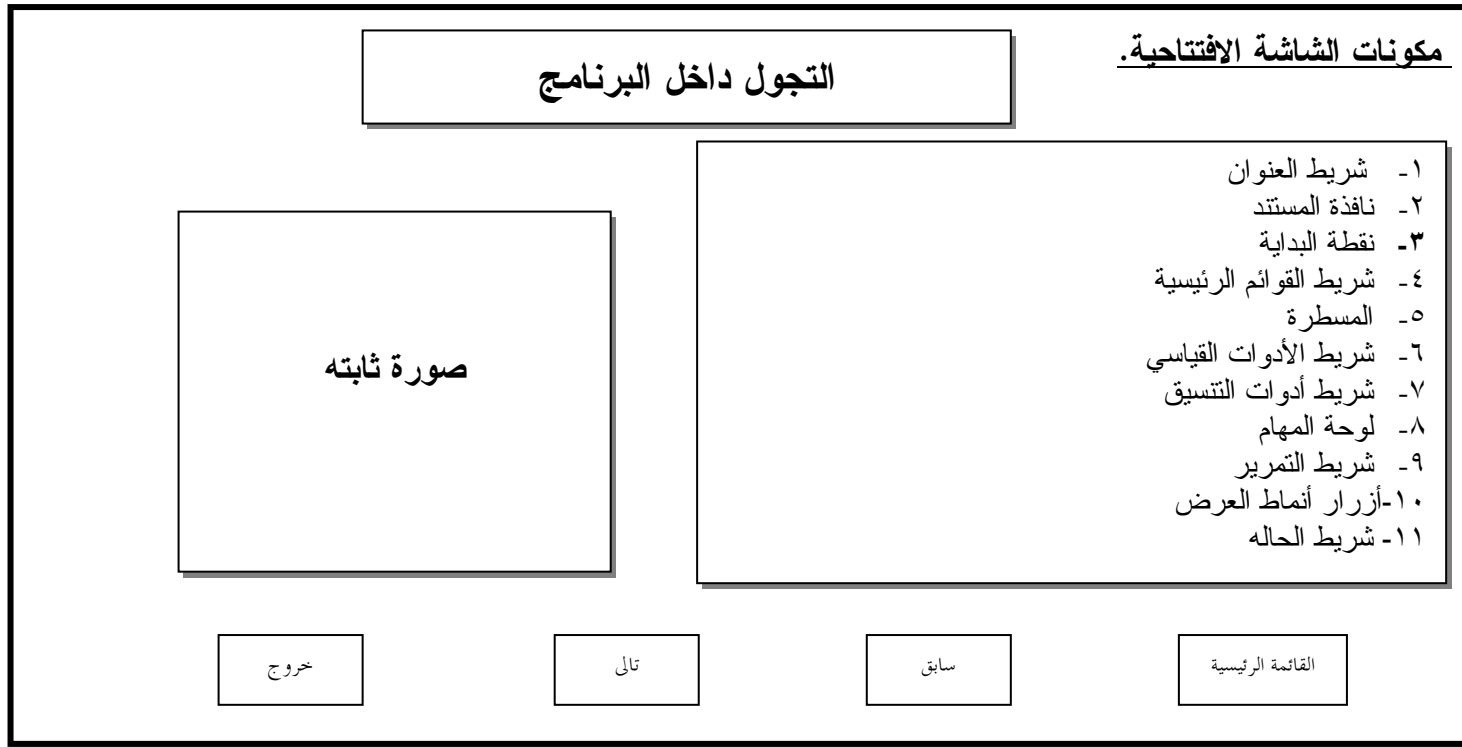 مكونات الشاشة الافتتاحية.
التجول داخل البرنامج
١- شريط العنوان
٢- نافذة المستند
٣- نقطة البداية
٤- شريط القوائم الرئيسية
٥- المسطرة
٦- شريط الأدوات القياسي
٧- شريط أدوات التنسيق
٨- لوحة المهام
٩- شريط التمرير
١٠-أزرار أنماط العرض
١١- شريط الحاله
صورة ثابته
القائمة الرئيسية
سابق
تالى
خروج